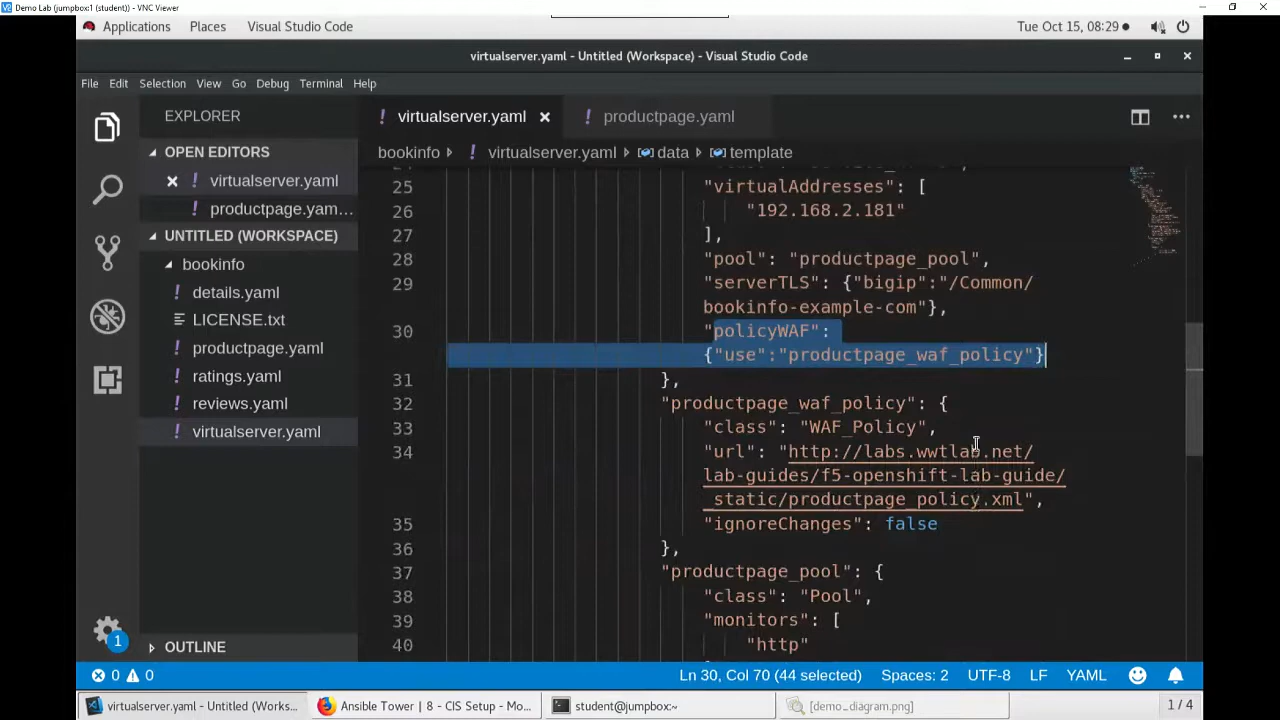 Demo Lab (jumpbox:1 (student)) - VNC Viewer
Applications Places Visual Studio Code Tue Oct 15, 08:29
virtualserver.yaml - Untitled (Workspace) - Visual Studio Code
File Edit Selection View Go Debug Terminal Help
EXPLORER
OPEN EDITORS
virtualserver.yaml
productpage.yam...
UNTITLED (WORKSPACE)
bookinfo
details.yaml
LICENSE.txt
productpage.yaml
ratings.yaml
reviews.yaml
virtualserver.yaml
OUTLINE
1
virtualserver.yaml productpage.yaml
bookinfo virtualserver.yaml data template
25 "virtualAddresses": [
26 "192.168.2.181"
27 ],
28 "pool": "productpage_pool",
29 "serverTLS": {"bigip":"/Common/
bookinfo-example-com"},
30 "policyWAF":
{"use":"productpage_waf_policy"}
31 },
32 "productpage_waf_policy": {
33 "class": "WAF_Policy",
34 "url": "http://labs.wwtlab.net/
lab-guides/f5-openshift-lab-guide/
_static/productpage_policy.xml",
35 "ignoreChanges": false
36 },
37 "productpage_pool": {
38 "class": "Pool",
39 "monitors": [
40 "http"
0 0 Ln 30, Col 70 (44 selected) Spaces: 2 UTF-8 LF YAML
virtualserver.yaml - Untitled (Works... Ansible Tower | 8 - CIS Setup - Mo... student@jumpbox:~ [demo_diagram.png] 1 / 4